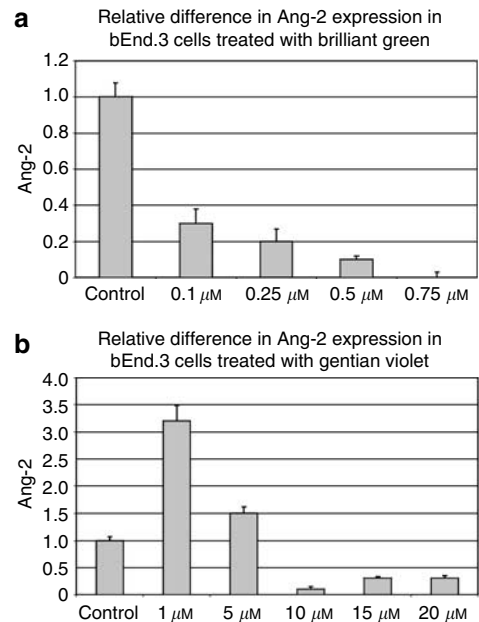 a
Relative difference in Ang-2 expression in
bEnd.3 cells treated with brilliant green
Ang-2
1.2
1.0
0.8
0.6
0.4
0.2
0
Control 0.1 μM 0.25 μM 0.5 μM 0.75 μM
b
Relative difference in Ang-2 expression in
bEnd.3 cells treated with gentian violet
Ang-2
4.0
3.5
3.0
2.5
2.0
1.5
1.0
0.5
0
Control 1 μM 5 μM 10 μM 15 μM 20 μM